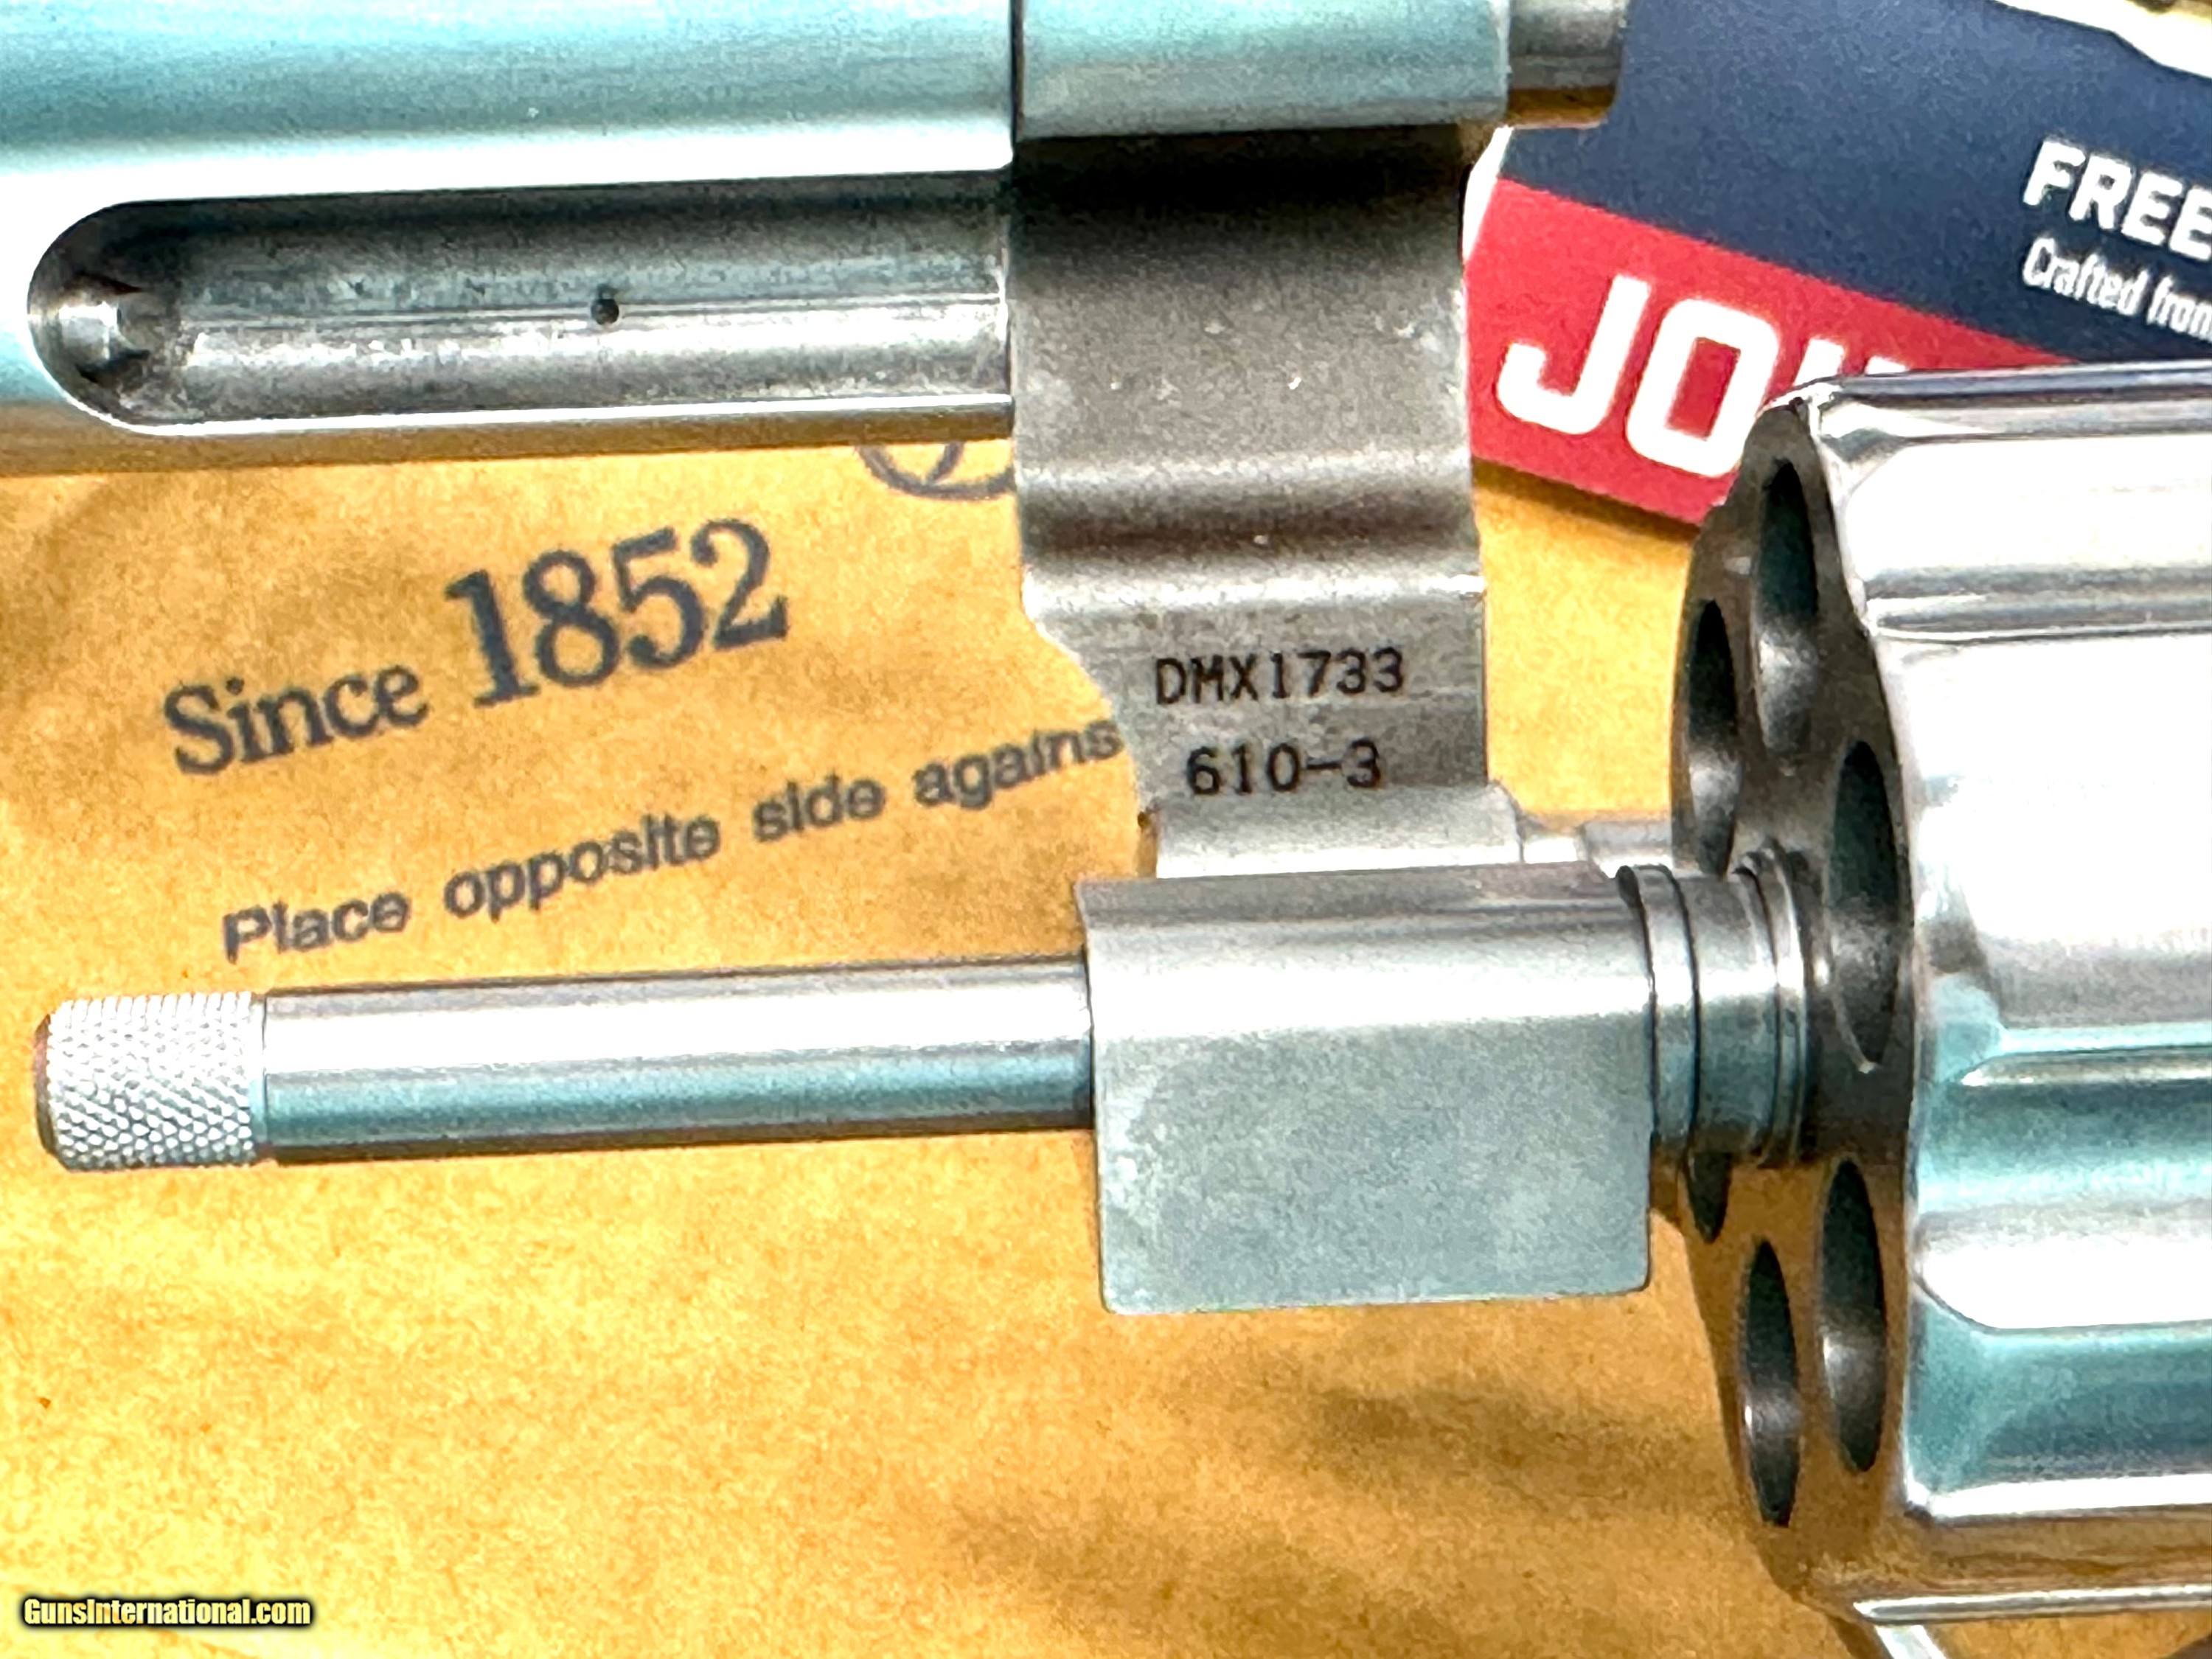 FREE
Crafted from
JO
Since 1852
Place opposite side agains
DMX1733
610-3
GunsInternational.com